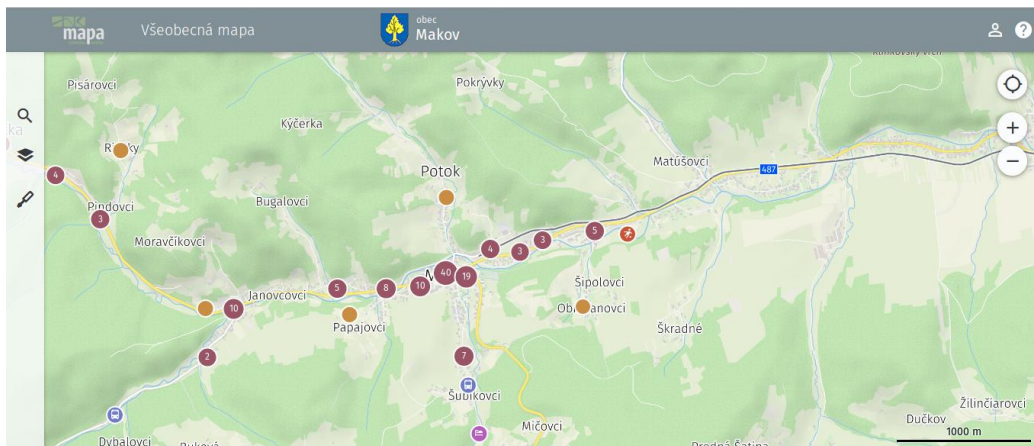 mapa
Všeobecná mapa
obec
Makov
?
Pisárovci
Pokrývky
Kýčerka
Matúšovci
4
Potok
487
Bugalovci
Pindovci
3
Moravčíkovci
5
4
3
3
40
19
Šipolovci
5
8
10
Janovcovci
10
Papajovci
Škradné
2
7
Šubíkovci
Žilinčiarovci
Dučkov
Mičovci
1000 m
Dybalovci